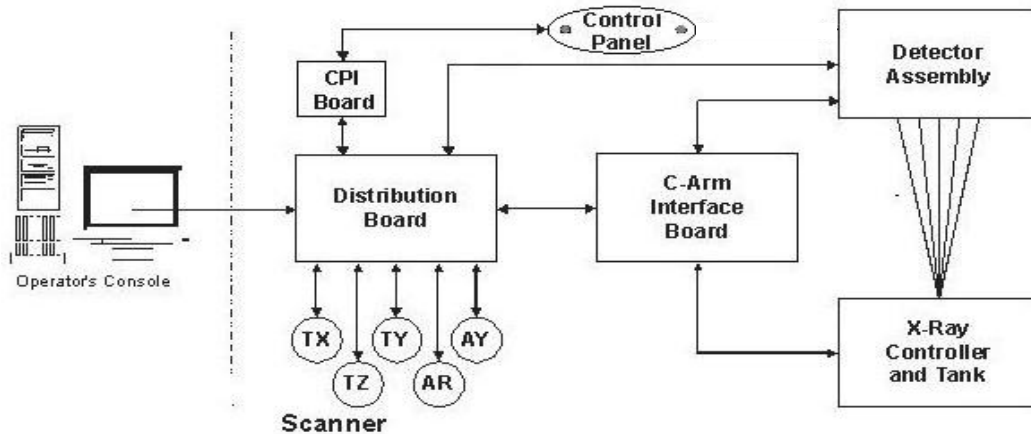 Control
Panel
Detector
Assembly
CPI
Board
Distribution
Board
C-Arm
Interface
Board
Operator's Console
TX
TY
AY
TZ
AR
X-Ray
Controller
and Tank
Scanner